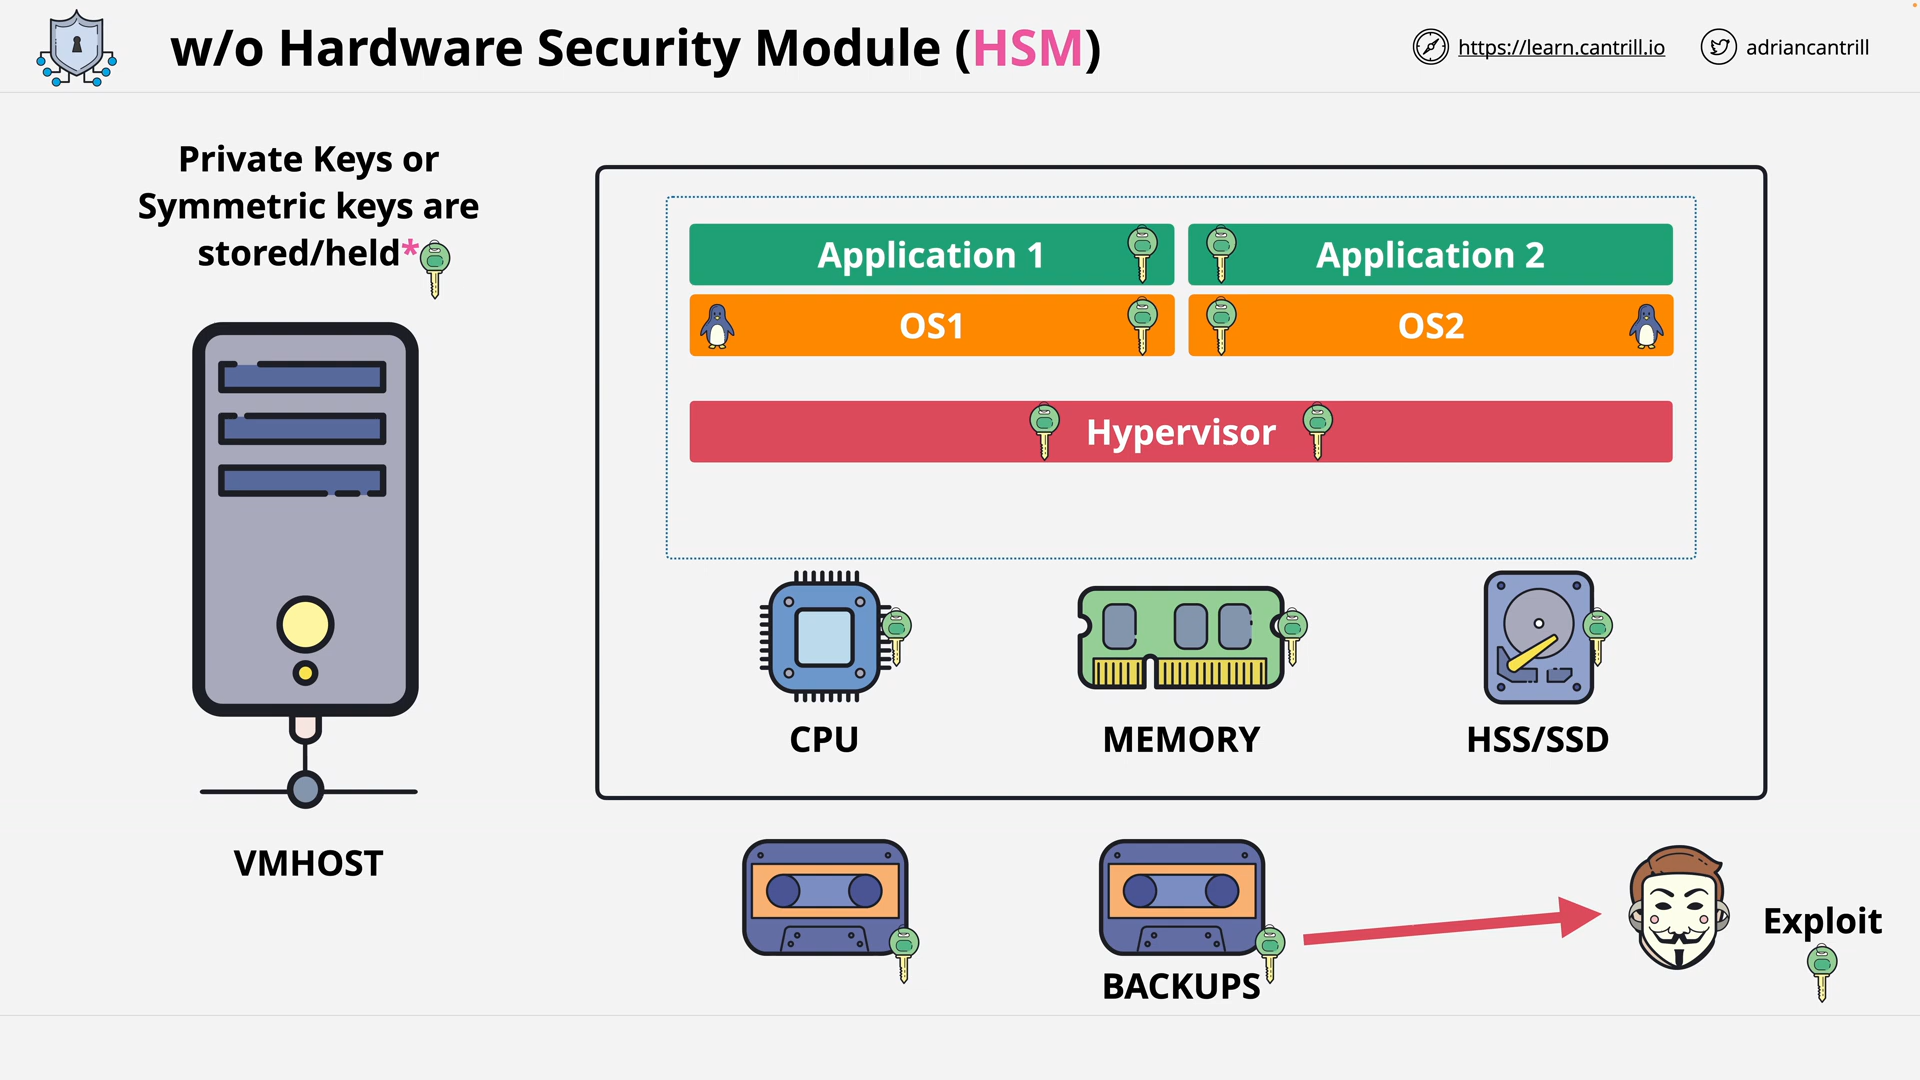 w/o Hardware Security Module (HSM)
https://learn.cantrill.io
adriancantrill
Private Keys or
Symmetric keys are
stored/held*
Application 1
Application 2
OS1
OS2
Hypervisor
CPU
MEMORY
HSS/SSD
VMHOST
BACKUPS
Exploit